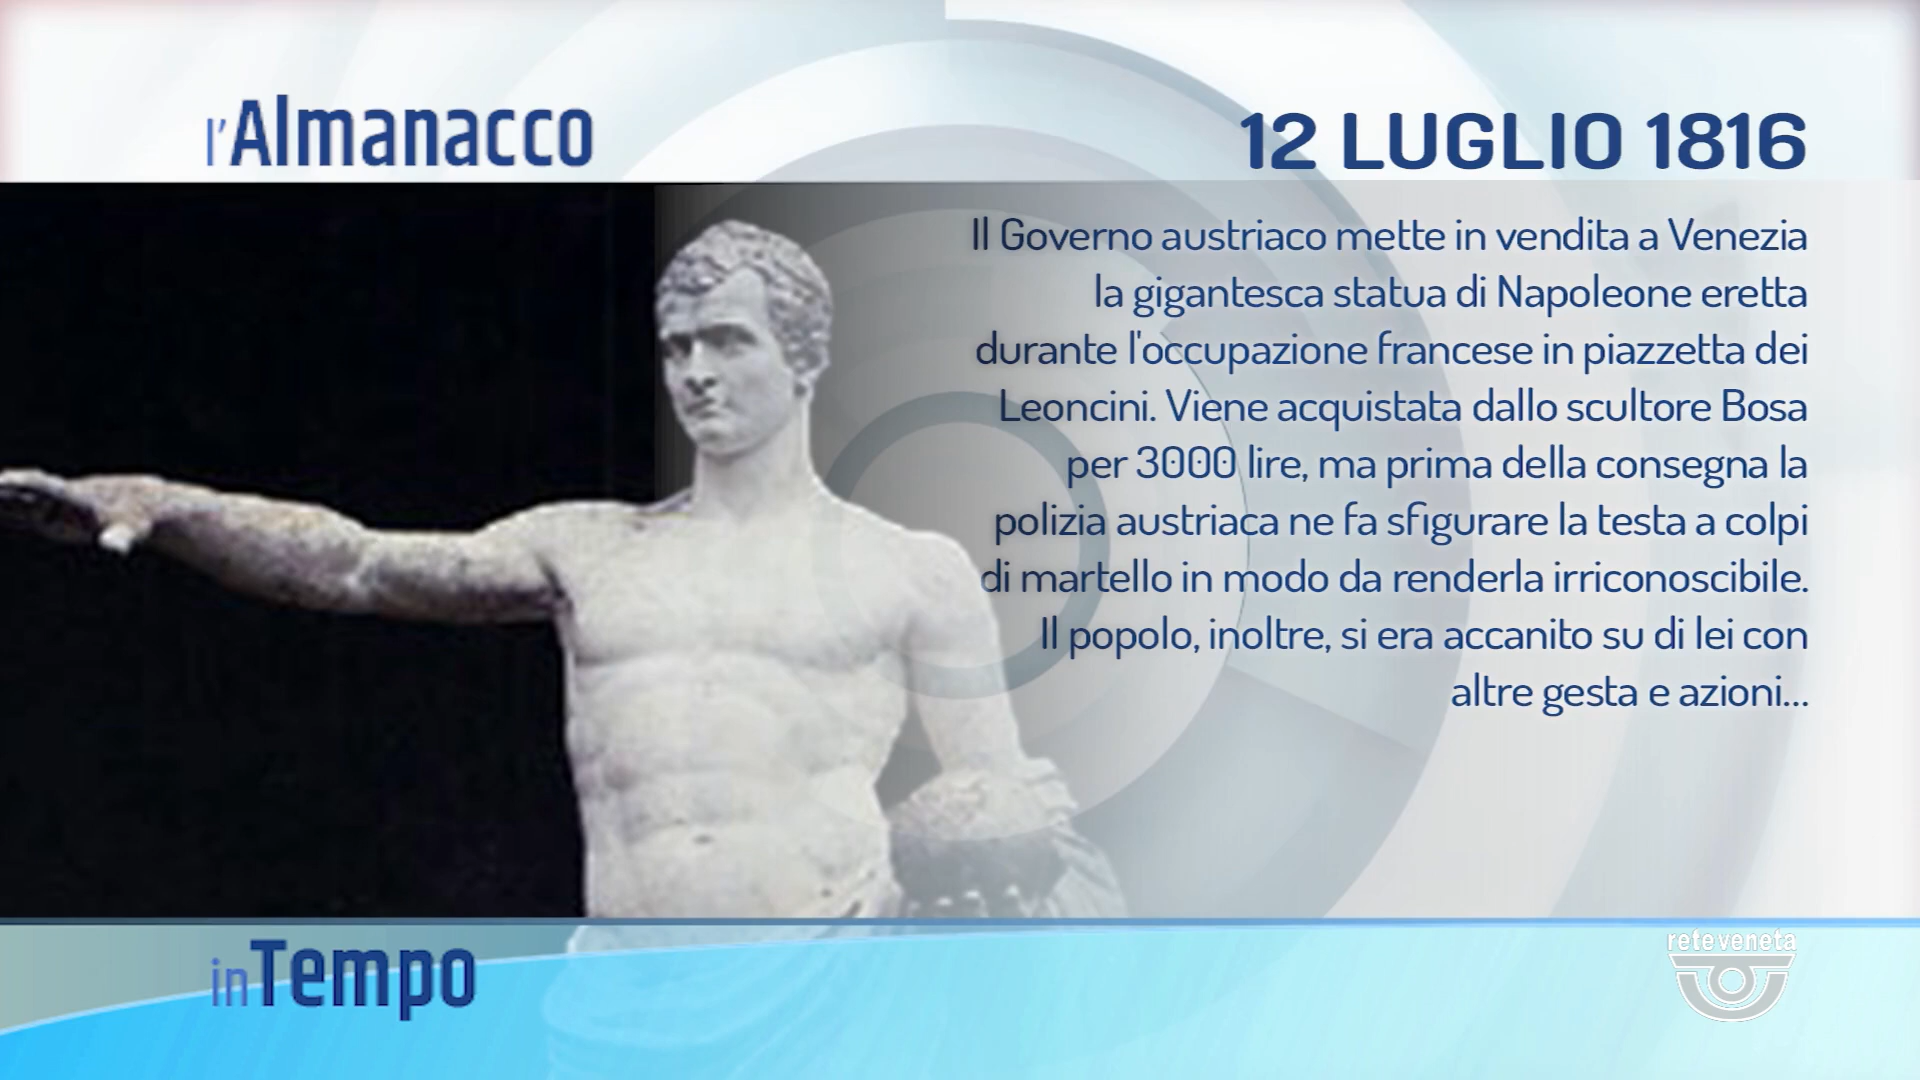 l'Almanacco
12 LUGLIO 1816
Il Governo austriaco mette in vendita a Venezia
la gigantesca statua di Napoleone eretta
durante l'occupazione francese in piazzetta dei
Leoncini. Viene acquistata dallo scultore Bosa
per 3000 lire, ma prima della consegna la
polizia austriaca ne fa sfigurare la testa a colpi
di martello in modo da renderla irriconoscibile.
Il popolo, inoltre, si era accanito su di lei con
altre gesta e azioni...
inTempo
reteveneta